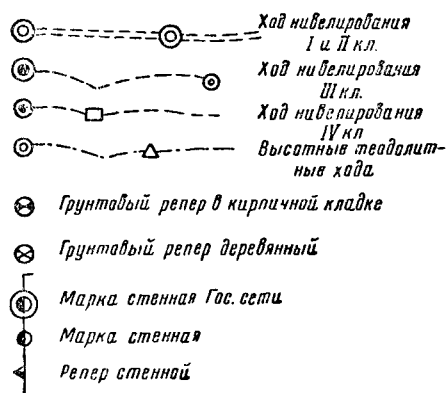 Ход нивелирования
I и II кл.
Ход нивелирования
III кл.
Ход нивелирования
IV кл
Высотные теодолит-
ные хода
Грунтовый репер в кирпичной кладке
Грунтовый репер деревянный
Марка стенная Гос. сети
Марка стенная
Репер стенной